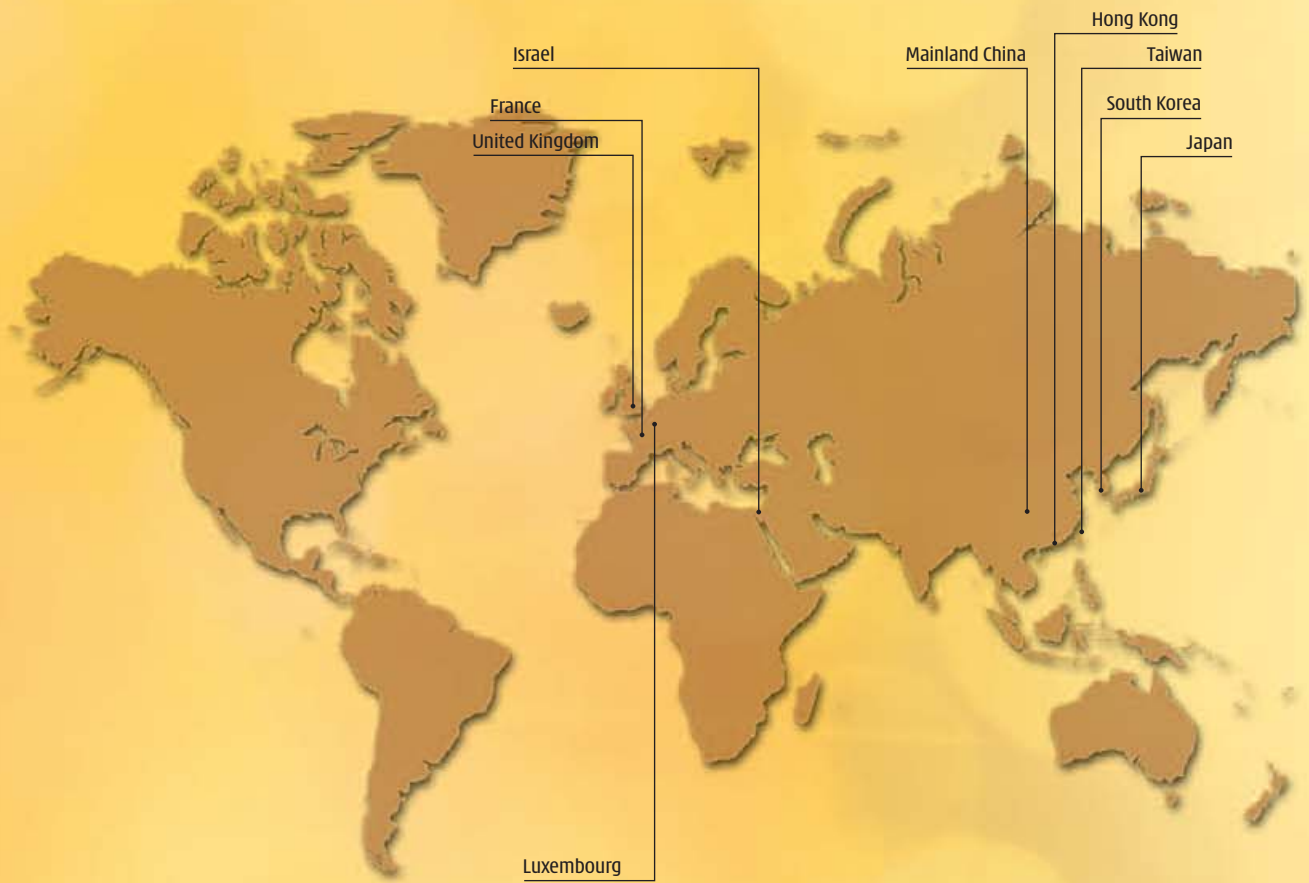 Hong Kong
Israel
Mainland China
Taiwan
France
South Korea
United Kingdom
Japan
Luxembourg